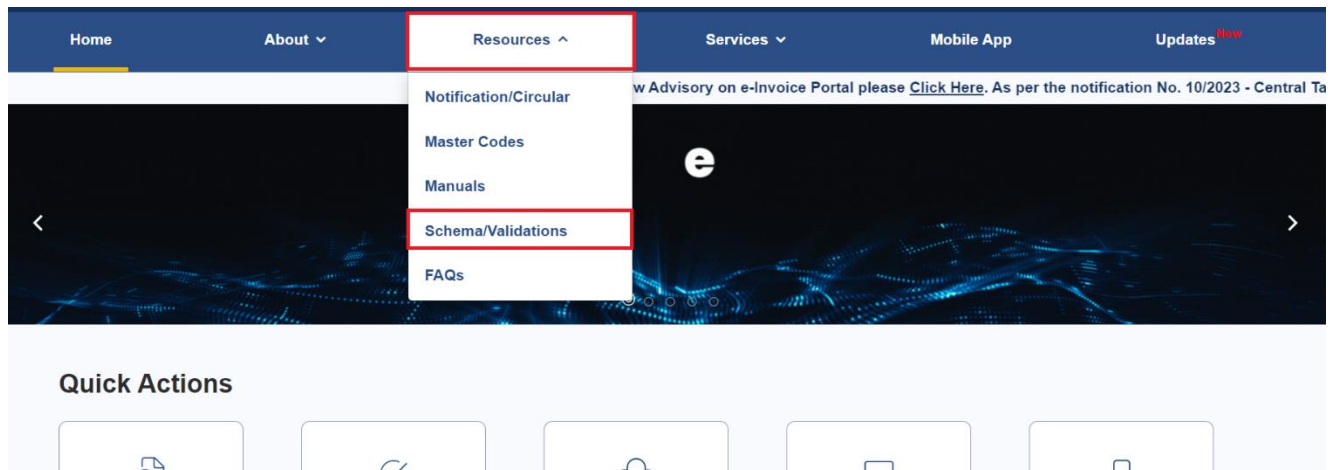 Home About Resources Services Mobile App Updates New
Notification/Circular
w Advisory on e-Invoice Portal please Click Here. As per the notification No. 10/2023 - Central Ta
Master Codes
e
Manuals
Schema/Validations
FAQs
Quick Actions